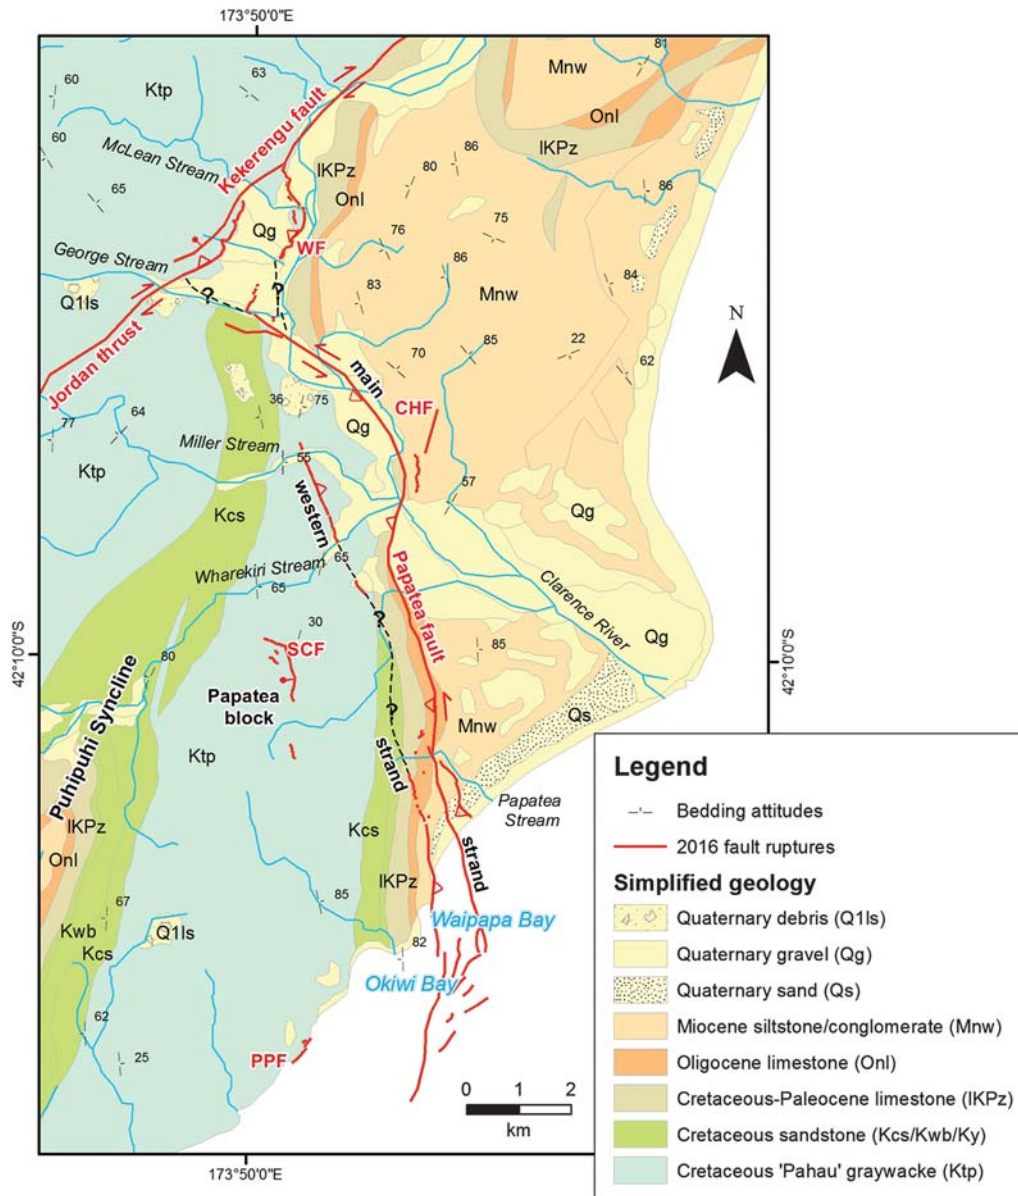 173°50'0"E
81
60
63
Mnw
Ktp
Onl
IKPz
McLean Stream
Kekerengu fault
60
86
IKPz
80
65
Onl
86
Qg
75
76
WF
George Stream
86
84
?
?
83
Mnw
Q1ls
N
85
22
Jordan thrust
main
70
62
36
75
CHF
64
77
Qg
Miller Stream
Ktp
55
57
western
Qg
Kcs
65
Wharekiri Stream
65
Papatea fault
Clarence River
?
30
Qg
SCF
85
42°10'0"S
42°10'0"S
80
Papatea
block
Qs
?
Mnw
Puhipuhi Syncline
Ktp
strand
Papatea
Stream
Kcs
strand
IKPz
IKPz
Onl
85
67
Waipapa Bay
Kwb
Q1ls
Kcs
82
Okiwi Bay
62
25
PPF
0 1 2
km
173°50'0"E
Legend
Bedding attitudes
2016 fault ruptures
Simplified geology
Quaternary debris (Q1ls)
Quaternary gravel (Qg)
Quaternary sand (Qs)
Miocene siltstone/conglomerate (Mnw)
Oligocene limestone (Onl)
Cretaceous-Paleocene limestone (IKPz)
Cretaceous sandstone (Kcs/Kwb/Ky)
Cretaceous 'Pahau' graywacke (Ktp)